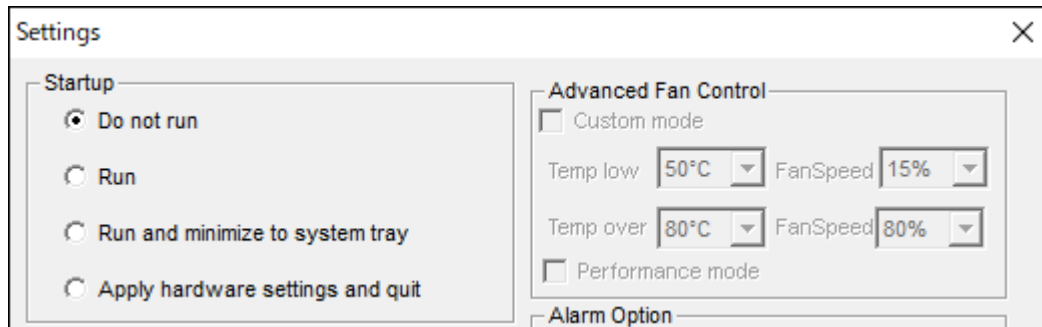 Settings
Startup
Do not run
Run
Run and minimize to system tray
Apply hardware settings and quit
Advanced Fan Control
Custom mode
Temp low 50°C FanSpeed 15%
Temp over 80°C FanSpeed 80%
Performance mode
Alarm Option